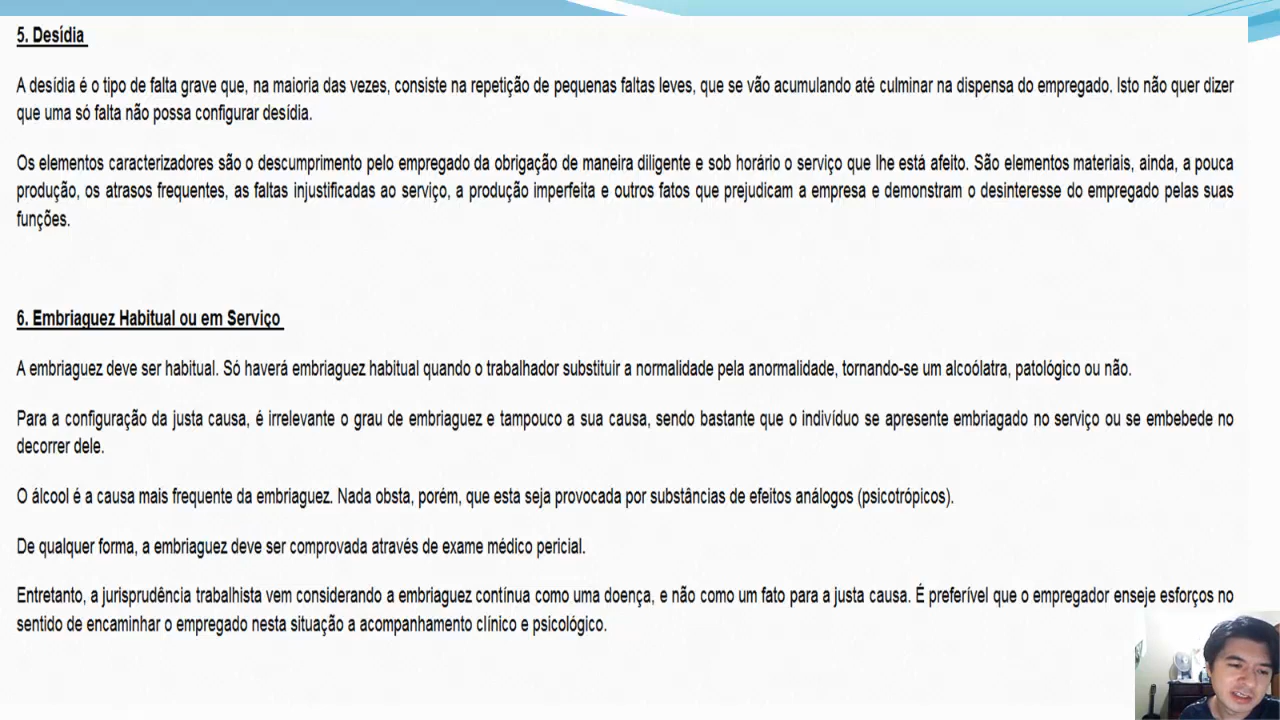 5. Desídia
A desídia é o tipo de falta grave que, na maioria das vezes, consiste na repetição de pequenas faltas leves, que se vão acumulando até culminar na dispensa do empregado. Isto não quer dizer
que uma só falta não possa configurar desídia.
Os elementos caracterizadores são o descumprimento pelo empregado da obrigação de maneira diligente e sob horário o serviço que lhe está afeito. São elementos materiais, ainda, a pouca
produção, os atrasos frequentes, as faltas injustificadas ao serviço, a produção imperfeita e outros fatos que prejudicam a empresa e demonstram o desinteresse do empregado pelas suas
funções.
6. Embriaguez Habitual ou em Serviço
A embriaguez deve ser habitual. Só haverá embriaguez habitual quando o trabalhador substituir a normalidade pela anormalidade, tornando-se um alcoólatra, patológico ou não.
Para a configuração da justa causa, é irrelevante o grau de embriaguez e tampouco a sua causa, sendo bastante que o indivíduo se apresente embriagado no serviço ou se embebede no
decorrer dele.
O álcool é a causa mais frequente da embriaguez. Nada obsta, porém, que esta seja provocada por substâncias de efeitos análogos (psicotrópicos).
De qualquer forma, a embriaguez deve ser comprovada através de exame médico pericial.
Entretanto, a jurisprudência trabalhista vem considerando a embriaguez contínua como uma doença, e não como um fato para a justa causa. É preferível que o empregador enseje esforços no
sentido de encaminhar o empregado nesta situação a acompanhamento clínico e psicológico.